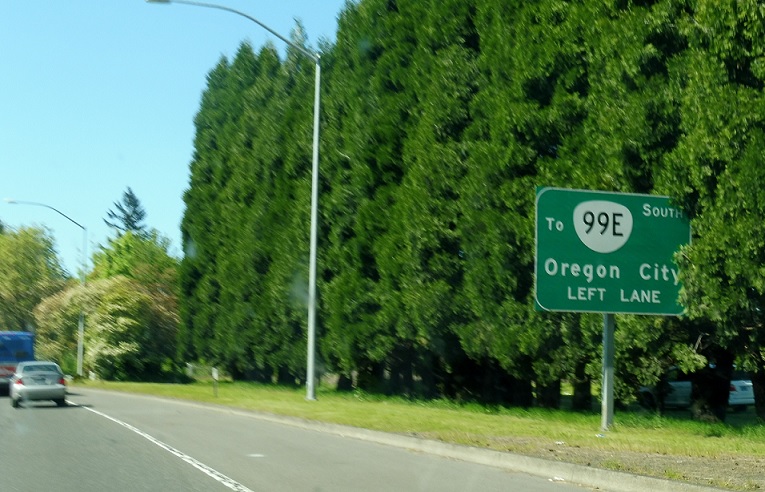 To 99E South
Oregon City
LEFT LANE